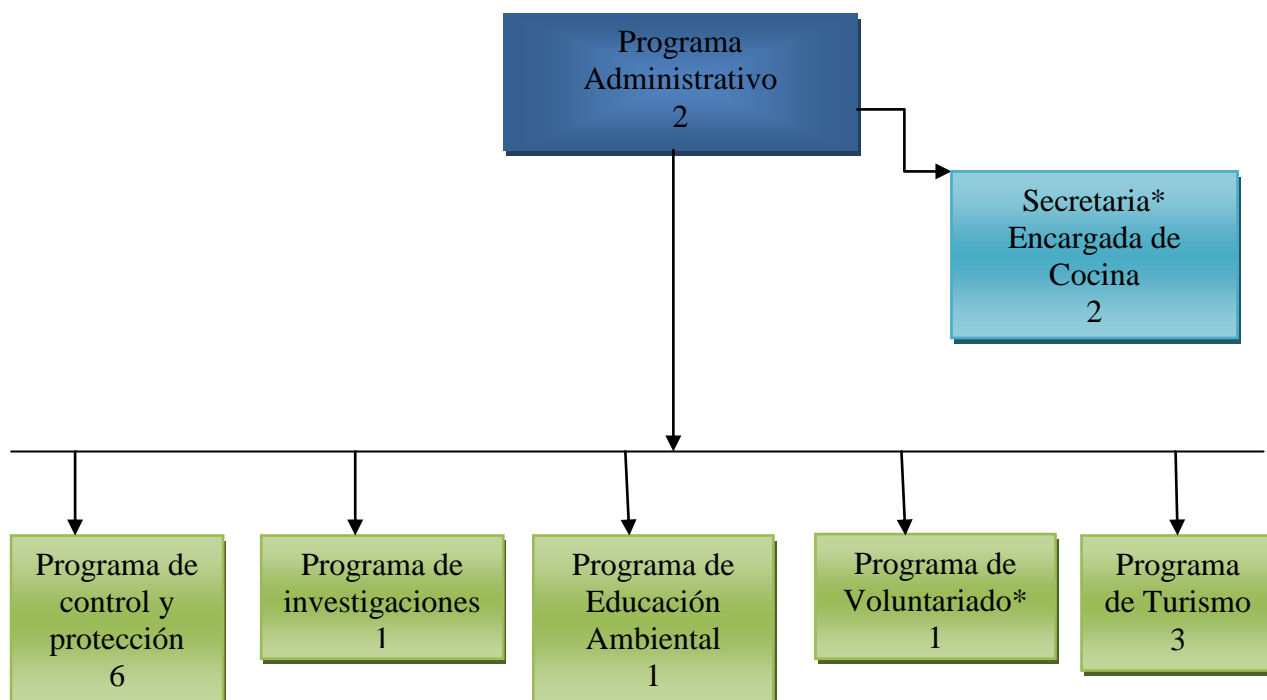 Programa
Administrativo
2
Secretaria*
Encargada de
Cocina
2
Programa de
control y
protección
6
Programa de
investigaciones
1
Programa de
Educación
Ambiental
1
Programa de
Voluntariado*
1
Programa
de Turismo
3